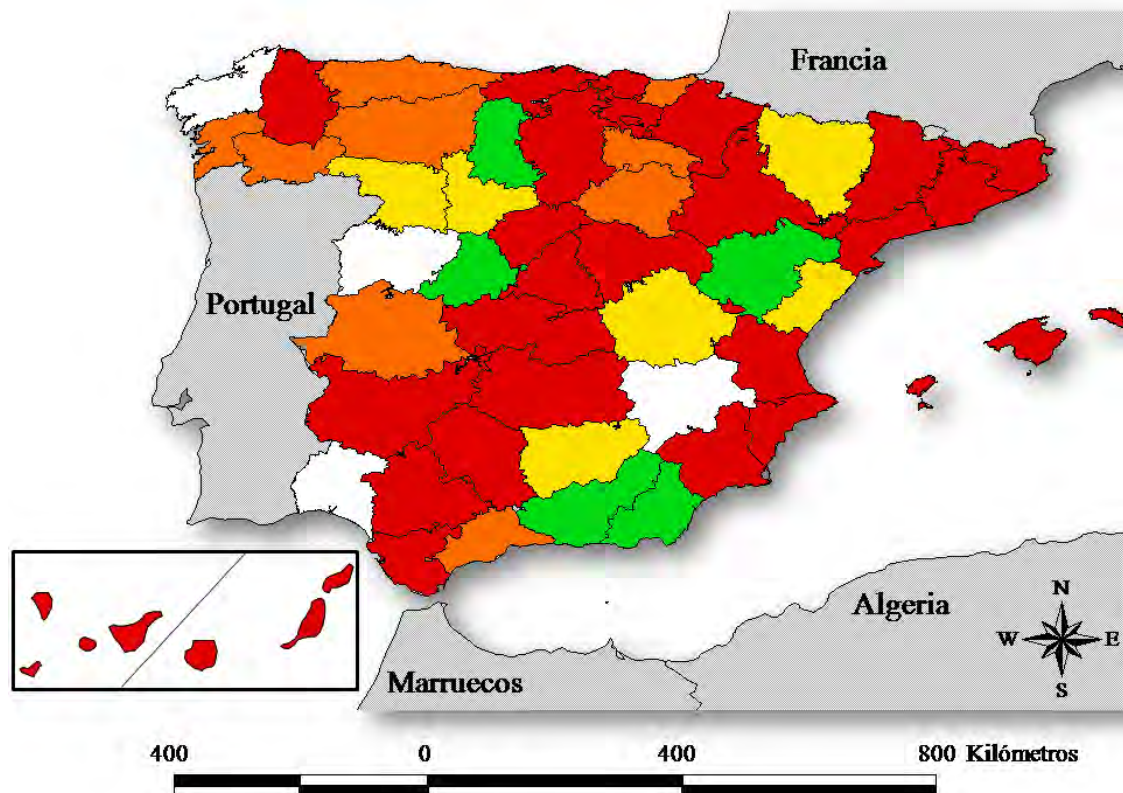 Francia
Portugal
Algeria
Marruecos
N
W E
S
400 0 400 800 Kilómetros